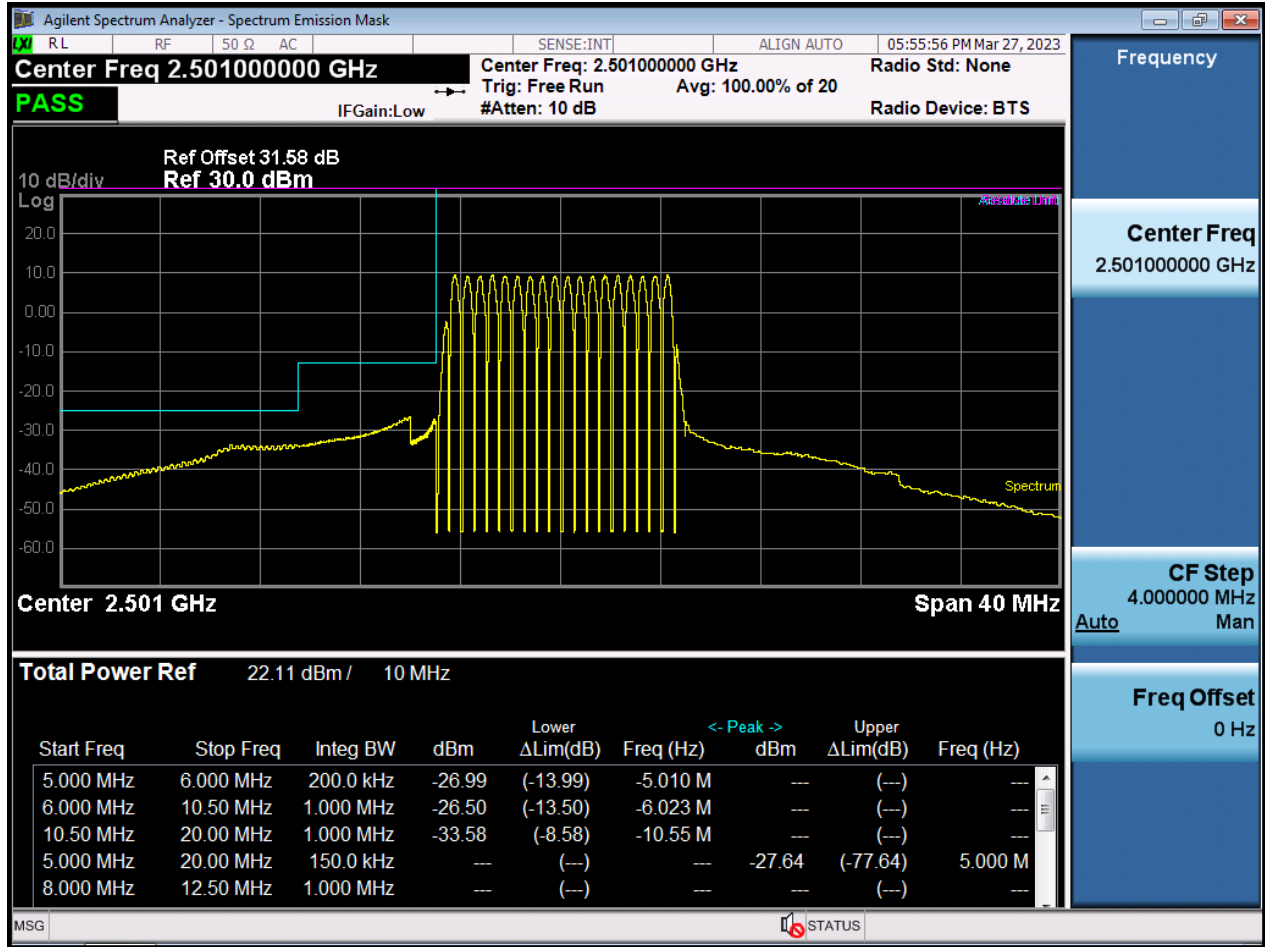 Agilent Spectrum Analyzer - Spectrum Emission Mask
LXI RL RF 50 Ω AC SENSE:INT ALIGN AUTO 05:55:56 PM Mar 27, 2023
Center Freq 2.501000000 GHz
Center Freq: 2.501000000 GHz Radio Std: None
Trig: Free Run Avg: 100.00% of 20
PASS IFGain:Low #Atten: 10 dB Radio Device: BTS
Ref Offset 31.58 dB
10 dB/div Ref 30.0 dBm
Log
20.0
10.0
0.00
-10.0
-20.0
-30.0
-40.0
-50.0
-60.0
Spectrum
Center 2.501 GHz Span 40 MHz
Total Power Ref 22.11 dBm / 10 MHz
Lower <- Peak -> Upper
Start Freq Stop Freq Integ BW dBm ΔLim(dB) Freq (Hz) dBm ΔLim(dB) Freq (Hz)
5.000 MHz 6.000 MHz 200.0 kHz -26.99 (-13.99) -5.010 M --- (---) ---
6.000 MHz 10.50 MHz 1.000 MHz -26.50 (-13.50) -6.023 M --- (---) ---
10.50 MHz 20.00 MHz 1.000 MHz -33.58 (-8.58) -10.55 M --- (---) ---
5.000 MHz 20.00 MHz 150.0 kHz --- (---) --- -27.64 (-77.64) 5.000 M
8.000 MHz 12.50 MHz 1.000 MHz --- (---) --- --- (---) ---
MSG STATUS
Frequency
Center Freq
2.501000000 GHz
CF Step
4.000000 MHz
Auto Man
Freq Offset
0 Hz